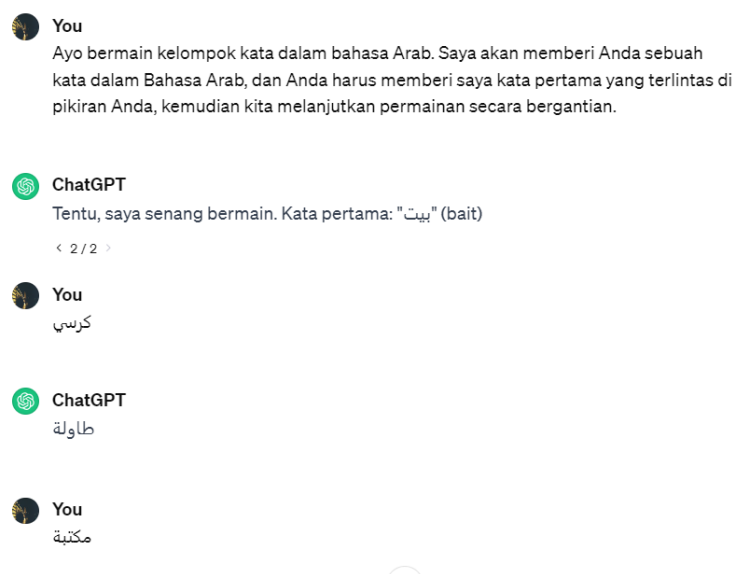 You
Ayo bermain kelompok kata dalam bahasa Arab. Saya akan memberi Anda sebuah
kata dalam Bahasa Arab, dan Anda harus memberi saya kata pertama yang terlintas di
pikiran Anda, kemudian kita melanjutkan permainan secara bergantian.
ChatGPT
Tentu, saya senang bermain. Kata pertama: "بيت" (bait)
< 2 / 2 >
You
كرسي
ChatGPT
طاولة
You
مكتبة